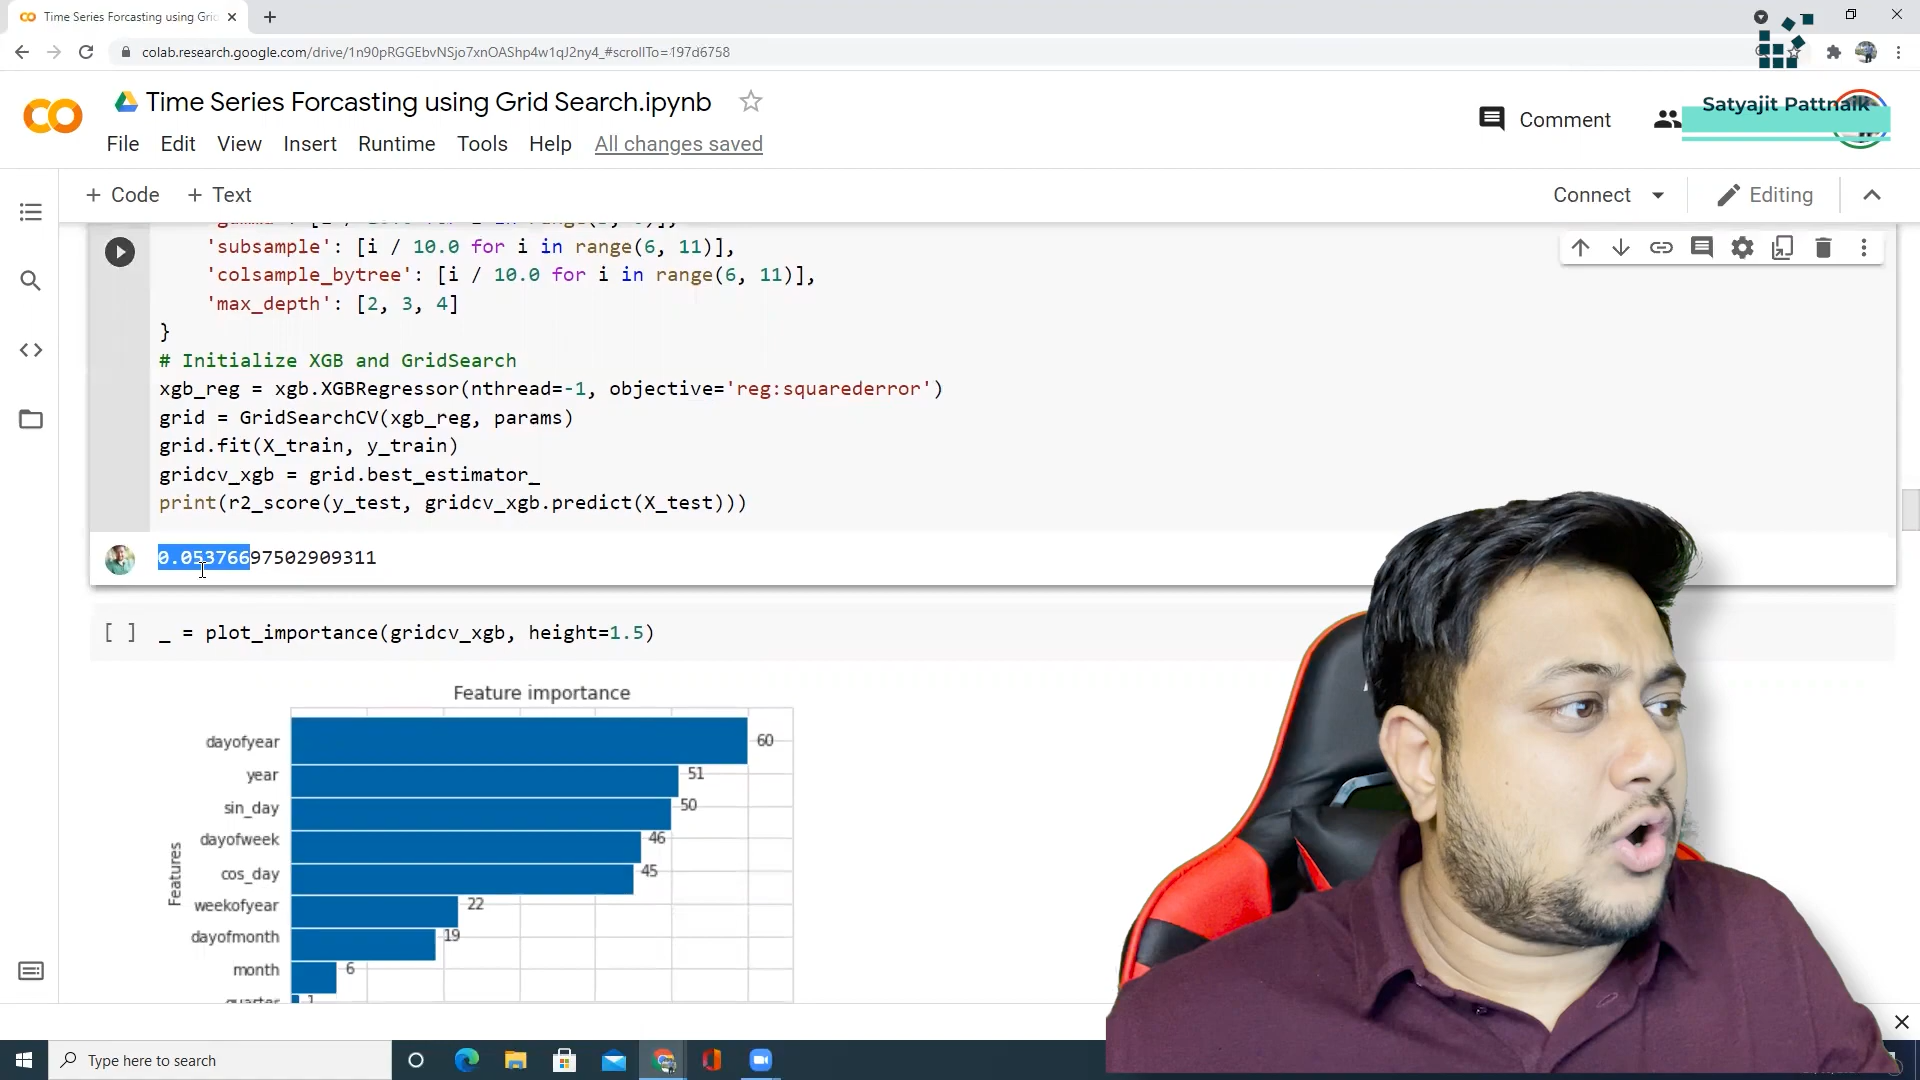 Time Series Forcasting using Gri
colab.research.google.com/drive/1n90pRGGEbvNSjo7xnOAShp4w1qJ2ny4_#scrollTo=197d6758
Time Series Forcasting using Grid Search.ipynb
Comment
Satyajit Pattnaik
File Edit View Insert Runtime Tools Help All changes saved
+ Code + Text
Connect
Editing
'subsample': [i / 10.0 for i in range(6, 11)],
'colsample_bytree': [i / 10.0 for i in range(6, 11)],
'max_depth': [2, 3, 4]
}
# Initialize XGB and GridSearch
xgb_reg = xgb.XGBRegressor(nthread=-1, objective='reg:squarederror')
grid = GridSearchCV(xgb_reg, params)
grid.fit(X_train, y_train)
gridcv_xgb = grid.best_estimator_
print(r2_score(y_test, gridcv_xgb.predict(X_test)))
0.05376697502909311
[ ] _ = plot_importance(gridcv_xgb, height=1.5)
Feature importance
Features
dayofyear 60
year 51
sin_day 50
dayofweek 46
cos_day 45
weekofyear 22
dayofmonth 19
month 6
quarter 1
Type here to search